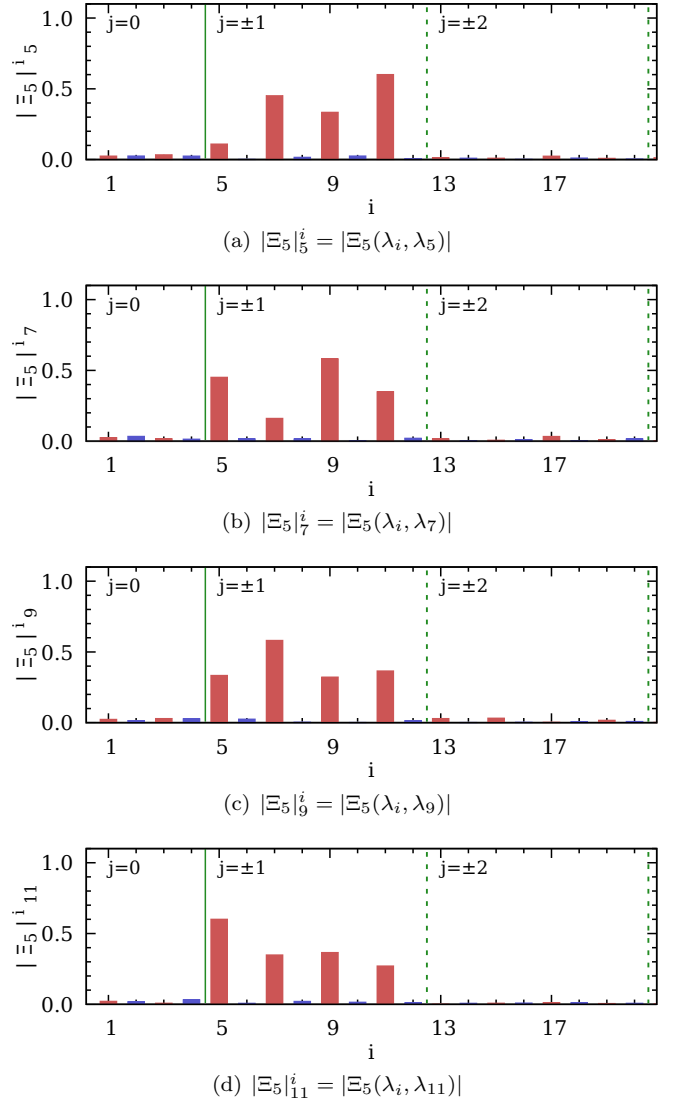 1.0
j=0
j=±1
j=±2
0.5
0.0
| Ξ₅ |ⁱ ₅
1
5
9
13
17
i
(a) |Ξ₅|ⁱ₅ = |Ξ₅(λᵢ, λ₅)|
1.0
j=0
j=±1
j=±2
0.5
0.0
| Ξ₅ |ⁱ ₇
1
5
9
13
17
i
(b) |Ξ₅|ⁱ₇ = |Ξ₅(λᵢ, λ₇)|
1.0
j=0
j=±1
j=±2
0.5
0.0
| Ξ₅ |ⁱ ₉
1
5
9
13
17
i
(c) |Ξ₅|ⁱ₉ = |Ξ₅(λᵢ, λ₉)|
1.0
j=0
j=±1
j=±2
0.5
0.0
| Ξ₅ |ⁱ ₁₁
1
5
9
13
17
i
(d) |Ξ₅|ⁱ₁₁ = |Ξ₅(λᵢ, λ₁₁)|